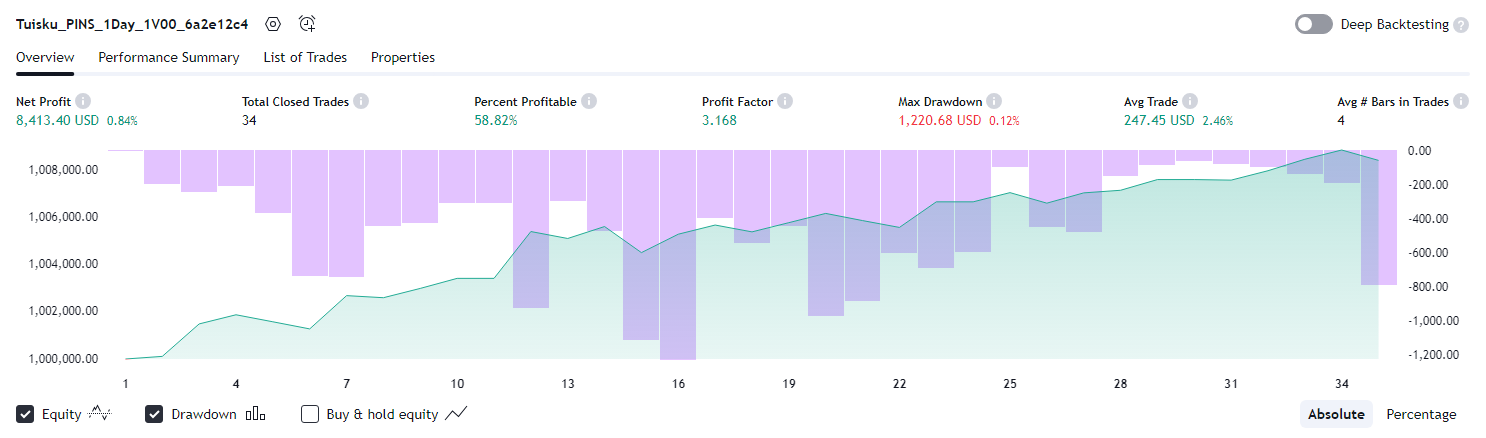 Tuisku_PINS_1Day_1V00_6a2e12c4 Deep Backtesting ?
Overview Performance Summary List of Trades Properties
Net Profit i Total Closed Trades i Percent Profitable i Profit Factor i Max Drawdown i Avg Trade i Avg # Bars in Trades i
8,413.40 USD 0.84% 34 58.82% 3.168 1,220.68 USD 0.12% 247.45 USD 2.46% 4
0.00
1,008,000.00
-200.00
1,006,000.00
-400.00
-600.00
1,004,000.00
-800.00
1,002,000.00
-1,000.00
1,000,000.00
-1,200.00
1 4 7 10 13 16 19 22 25 28 31 34
Equity Drawdown Buy & hold equity Absolute Percentage